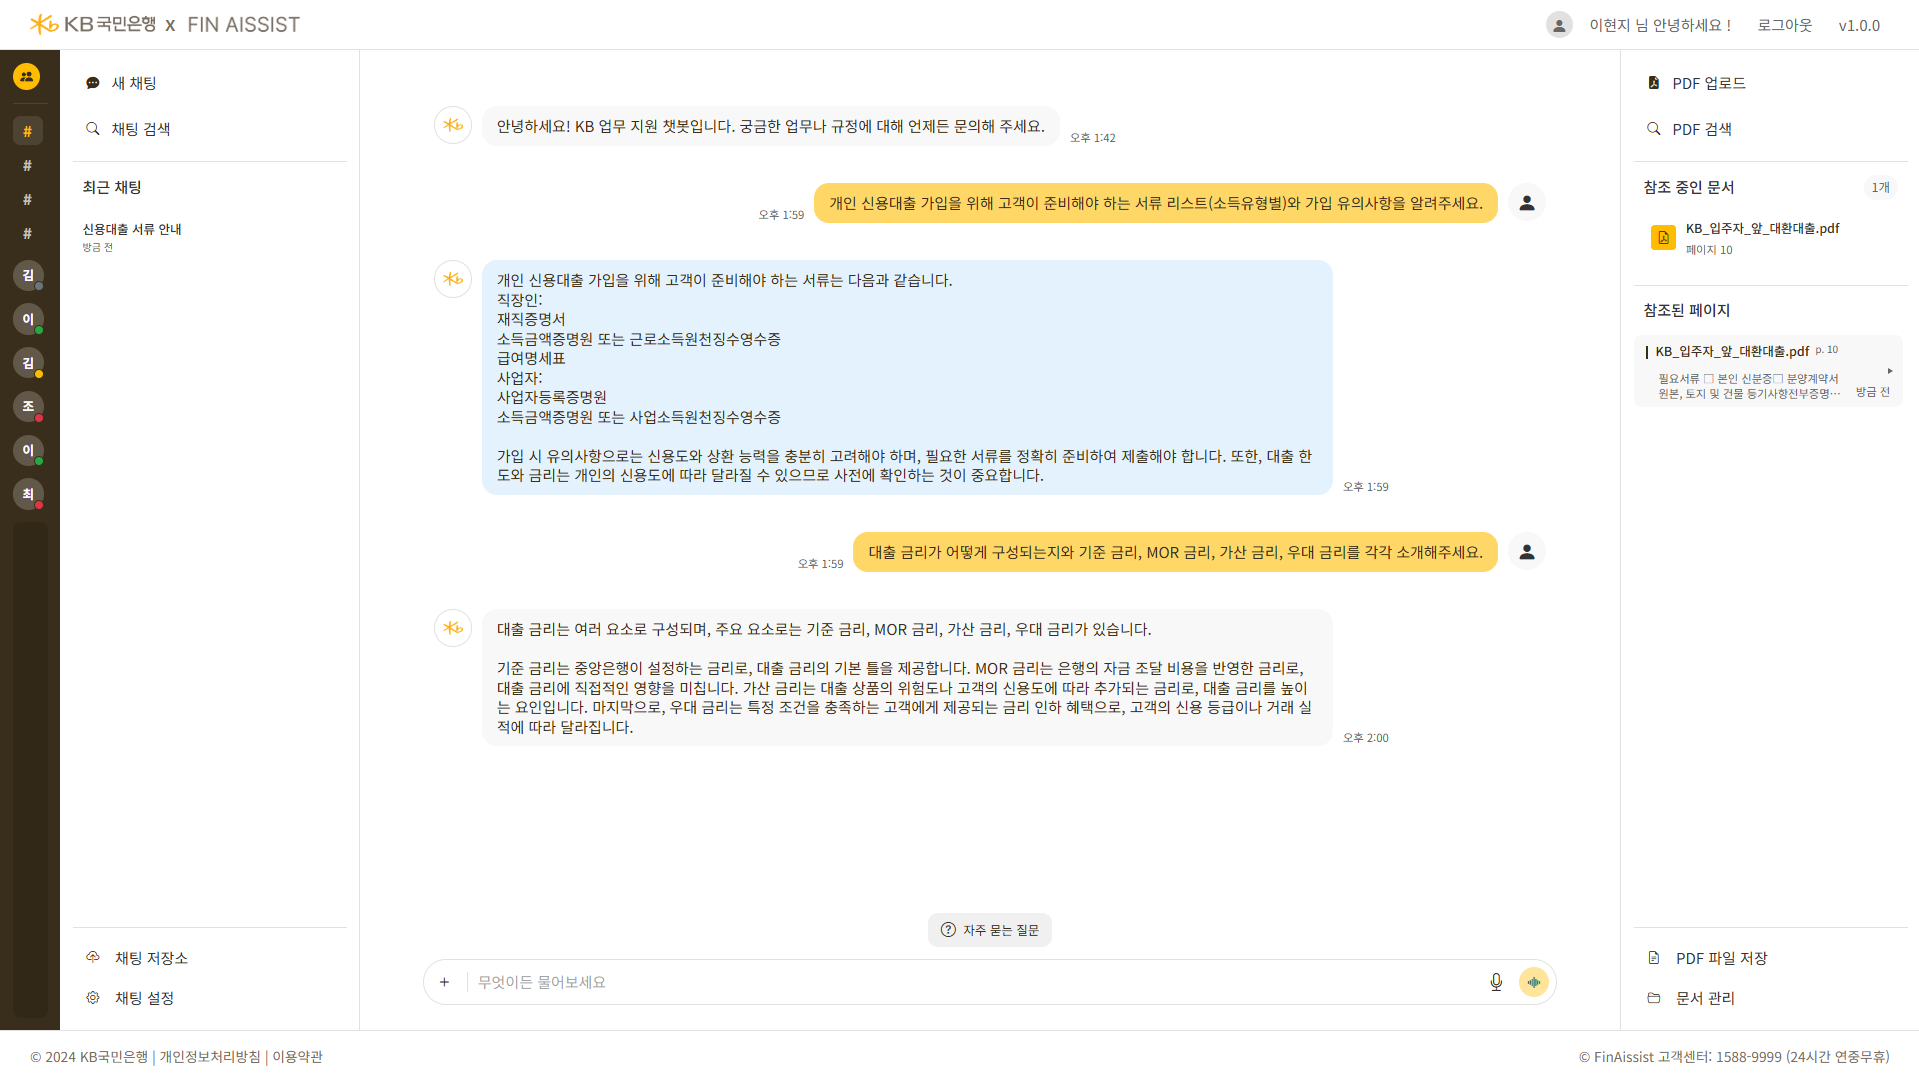 KB국민은행 x FIN AISSIST
이현지 님 안녕하세요 !
로그아웃
v1.0.0
#
#
#
#
김
이
김
조
이
최
새 채팅
채팅 검색
최근 채팅
신용대출 서류 안내
방금 전
채팅 저장소
채팅 설정
안녕하세요! KB 업무 지원 챗봇입니다. 궁금한 업무나 규정에 대해 언제든 문의해 주세요.
오후 1:42
개인 신용대출 가입을 위해 고객이 준비해야 하는 서류 리스트(소득유형별)와 가입 유의사항을 알려주세요.
오후 1:59
개인 신용대출 가입을 위해 고객이 준비해야 하는 서류는 다음과 같습니다.
직장인:
재직증명서
소득금액증명원 또는 근로소득원천징수영수증
급여명세표
사업자:
사업자등록증명원
소득금액증명원 또는 사업소득원천징수영수증
가입 시 유의사항으로는 신용도와 상환 능력을 충분히 고려해야 하며, 필요한 서류를 정확히 준비하여 제출해야 합니다. 또한, 대출 한
도와 금리는 개인의 신용도에 따라 달라질 수 있으므로 사전에 확인하는 것이 중요합니다.
오후 1:59
대출 금리가 어떻게 구성되는지와 기준 금리, MOR 금리, 가산 금리, 우대 금리를 각각 소개해주세요.
오후 1:59
대출 금리는 여러 요소로 구성되며, 주요 요소로는 기준 금리, MOR 금리, 가산 금리, 우대 금리가 있습니다.
기준 금리는 중앙은행이 설정하는 금리로, 대출 금리의 기본 틀을 제공합니다. MOR 금리는 은행의 자금 조달 비용을 반영한 금리로,
대출 금리에 직접적인 영향을 미칩니다. 가산 금리는 대출 상품의 위험도나 고객의 신용도에 따라 추가되는 금리로, 대출 금리를 높이
는 요인입니다. 마지막으로, 우대 금리는 특정 조건을 충족하는 고객에게 제공되는 금리 인하 혜택으로, 고객의 신용 등급이나 거래 실
적에 따라 달라집니다.
오후 2:00
자주 묻는 질문
무엇이든 물어보세요
PDF 업로드
PDF 검색
참조 중인 문서
1개
KB_입주자_앞_대환대출.pdf
페이지 10
참조된 페이지
KB_입주자_앞_대환대출.pdf p. 10
필요서류 □ 본인 신분증□ 분양계약서
원본, 토지 및 건물 등기사항전부증명…
방금 전
PDF 파일 저장
문서 관리
© 2024 KB국민은행 | 개인정보처리방침 | 이용약관
© FinAissist 고객센터: 1588-9999 (24시간 연중무휴)